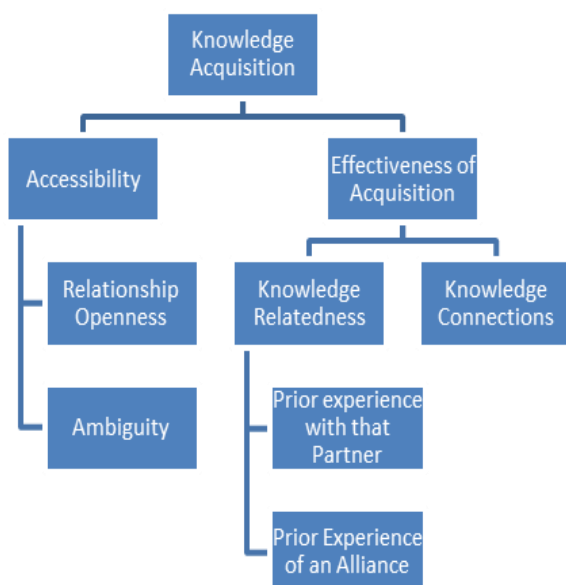 Knowledge
Acquisition
Accessibility
Effectiveness of
Acquisition
Relationship
Openness
Knowledge
Relatedness
Knowledge
Connections
Ambiguity
Prior experience
with that
Partner
Prior Experience
of an Alliance